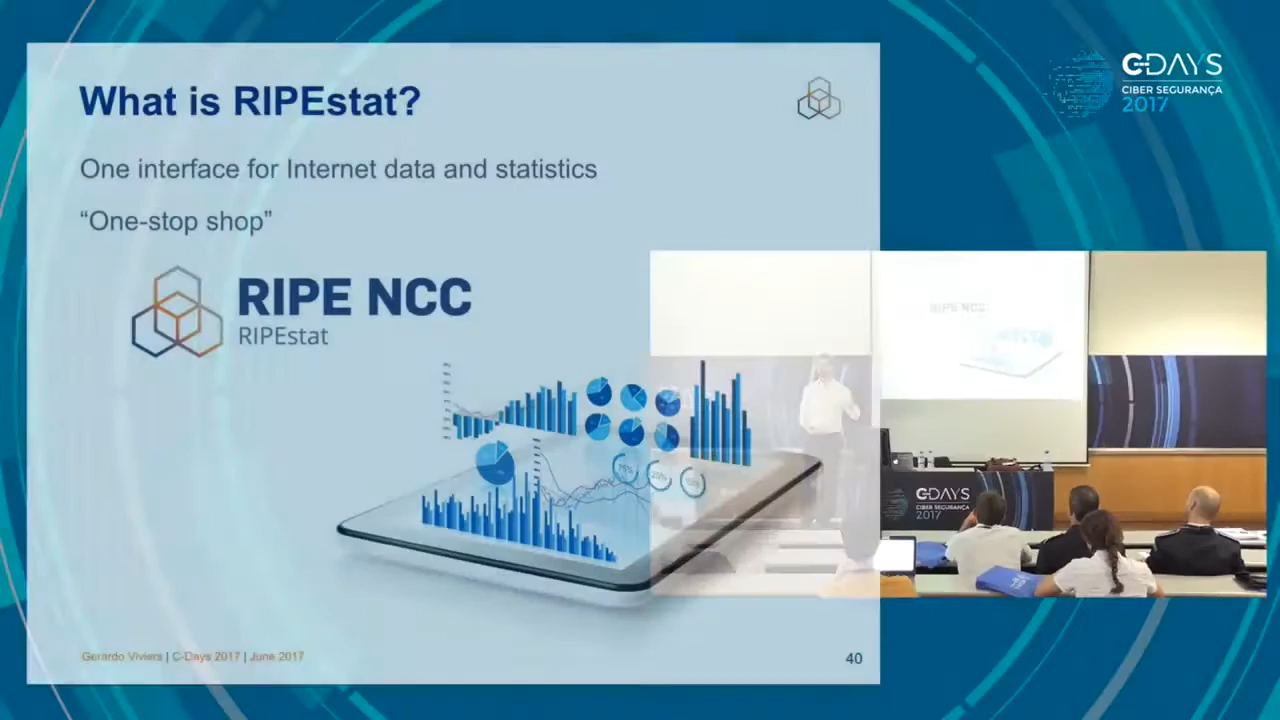 What is RIPEstat?
One interface for Internet data and statistics
“One-stop shop”
RIPE NCC
RIPEstat
Gerardo Viviers | C-Days 2017 | June 2017
40
C-DAYS
CIBER SEGURANÇA
2017
RIPE NCC
C-DAYS
CIBER SEGURANÇA
2017